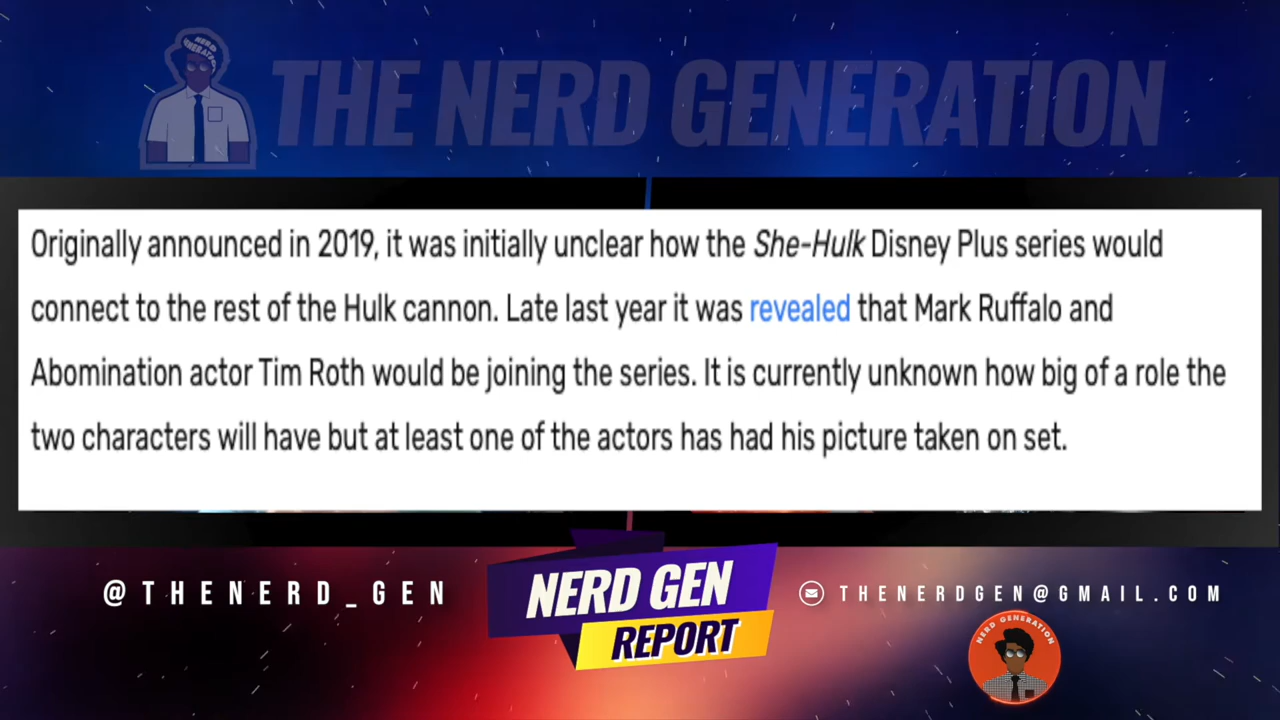 THE NERD GENERATION
Originally announced in 2019, it was initially unclear how the She-Hulk Disney Plus series would
connect to the rest of the Hulk cannon. Late last year it was revealed that Mark Ruffalo and
Abomination actor Tim Roth would be joining the series. It is currently unknown how big of a role the
two characters will have but at least one of the actors has had his picture taken on set.
@THENERD_GEN
NERD GEN
REPORT
THENERDGEN@GMAIL.COM
NERD GENERATION